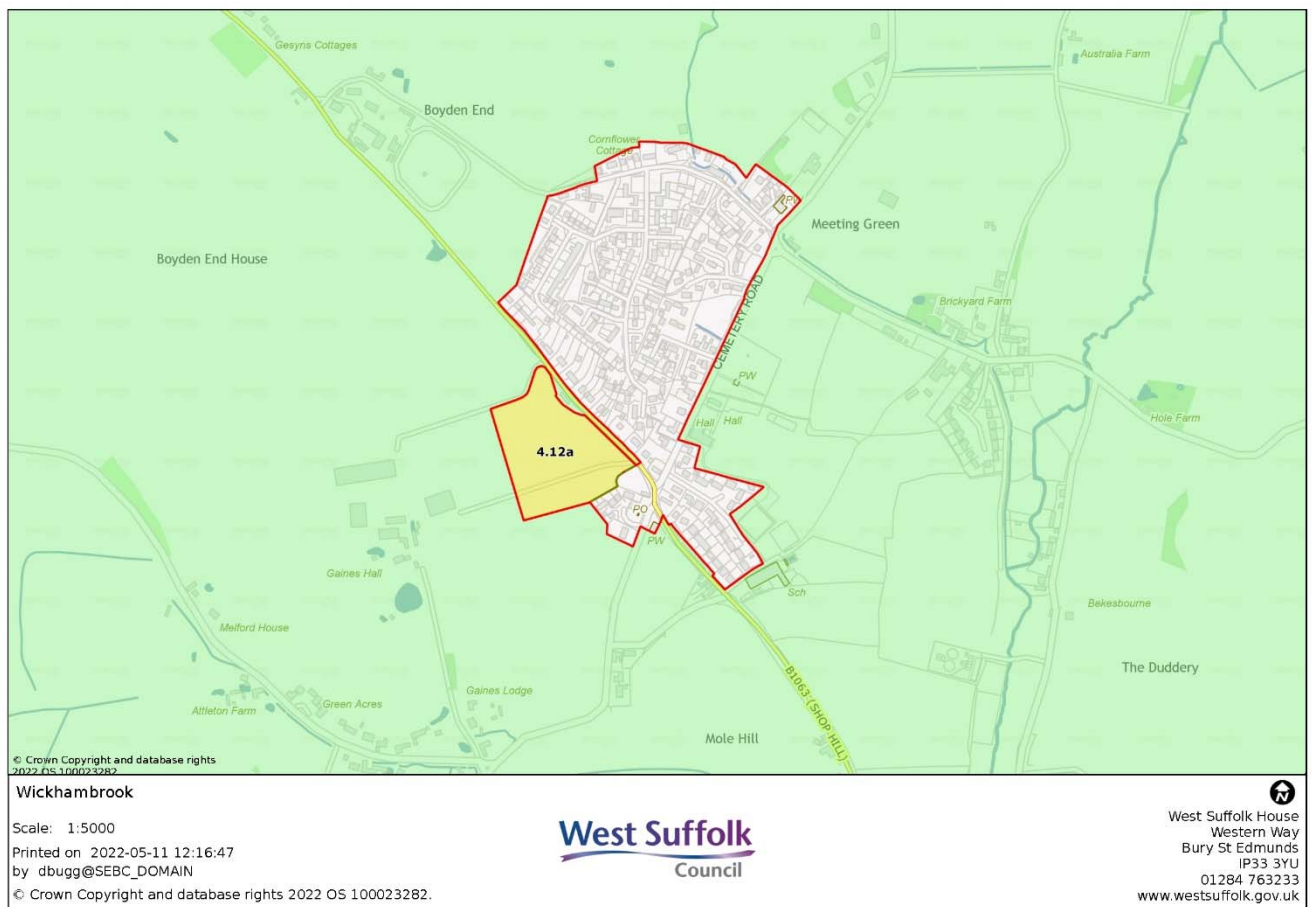 Gesyns Cottages
Australia Farm
Boyden End
Cornflower
Cottage
PW
Meeting Green
Boyden End House
Brickyard Farm
CEMETERY ROAD
PW
Hole Farm
Hall Hall
4.12a
PO
PW
Gaines Hall
Sch
Bekesbourne
Melford House
The Duddery
Gaines Lodge
B1063 (SHOP HILL)
Attleton Farm
Green Acres
Mole Hill
© Crown Copyright and database rights
2022 OS 100023282
Wickhambrook
N
Scale: 1:5000
Printed on 2022-05-11 12:16:47
by dbugg@SEBC_DOMAIN
© Crown Copyright and database rights 2022 OS 100023282.
West Suffolk
Council
West Suffolk House
Western Way
Bury St Edmunds
IP33 3YU
01284 763233
www.westsuffolk.gov.uk